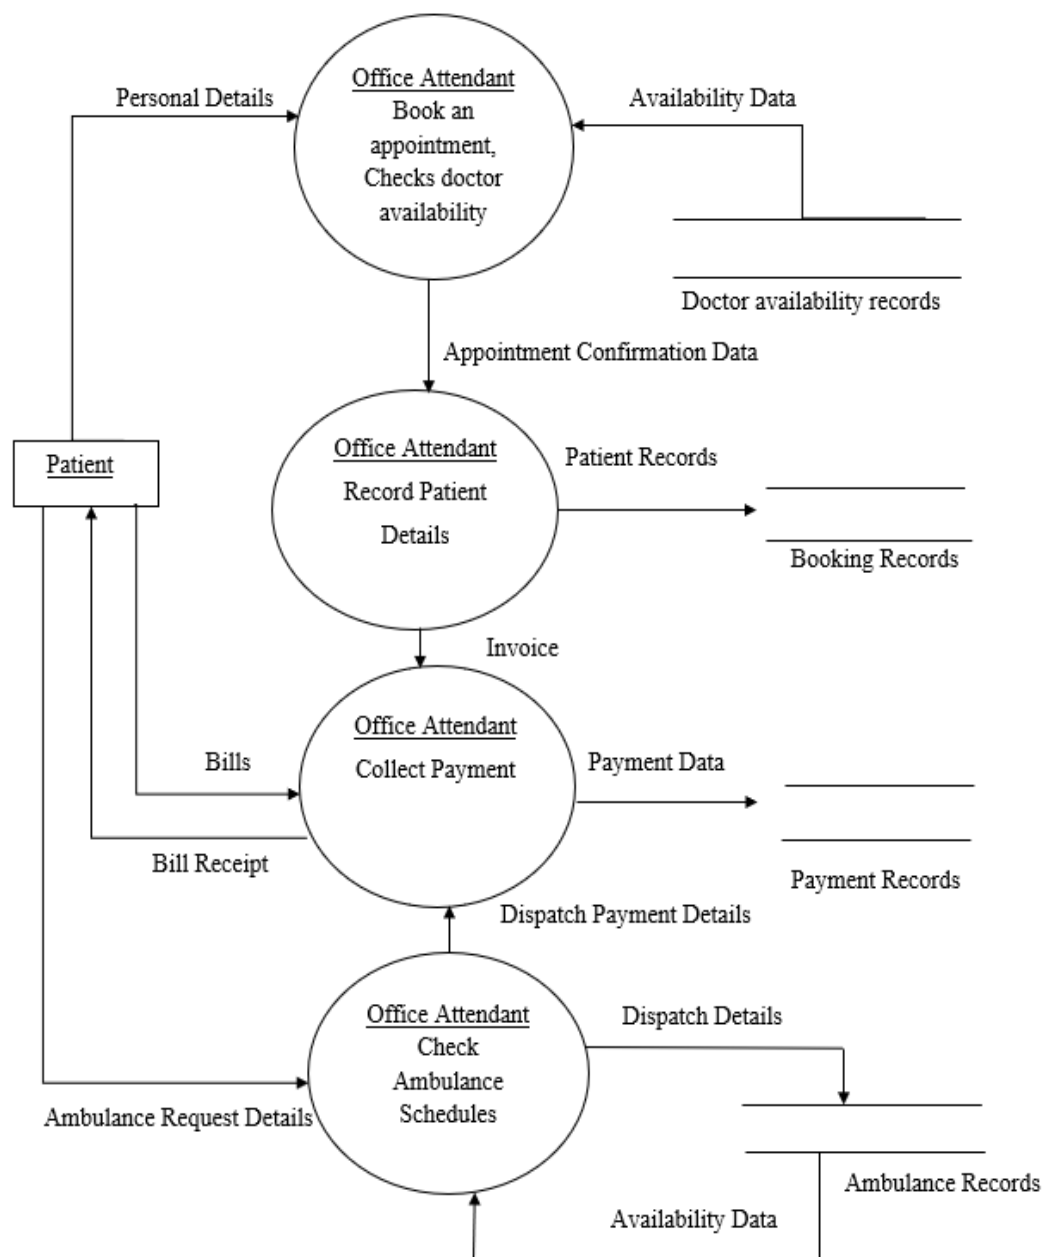 Office Attendant
Personal Details
Availability Data
Book an
appointment,
Checks doctor
availability
Doctor availability records
Appointment Confirmation Data
Office Attendant
Patient Records
Patient
Record Patient
Details
Booking Records
Invoice
Office Attendant
Bills
Collect Payment
Payment Data
Bill Receipt
Payment Records
Dispatch Payment Details
Office Attendant
Dispatch Details
Check
Ambulance
Schedules
Ambulance Request Details
Ambulance Records
Availability Data